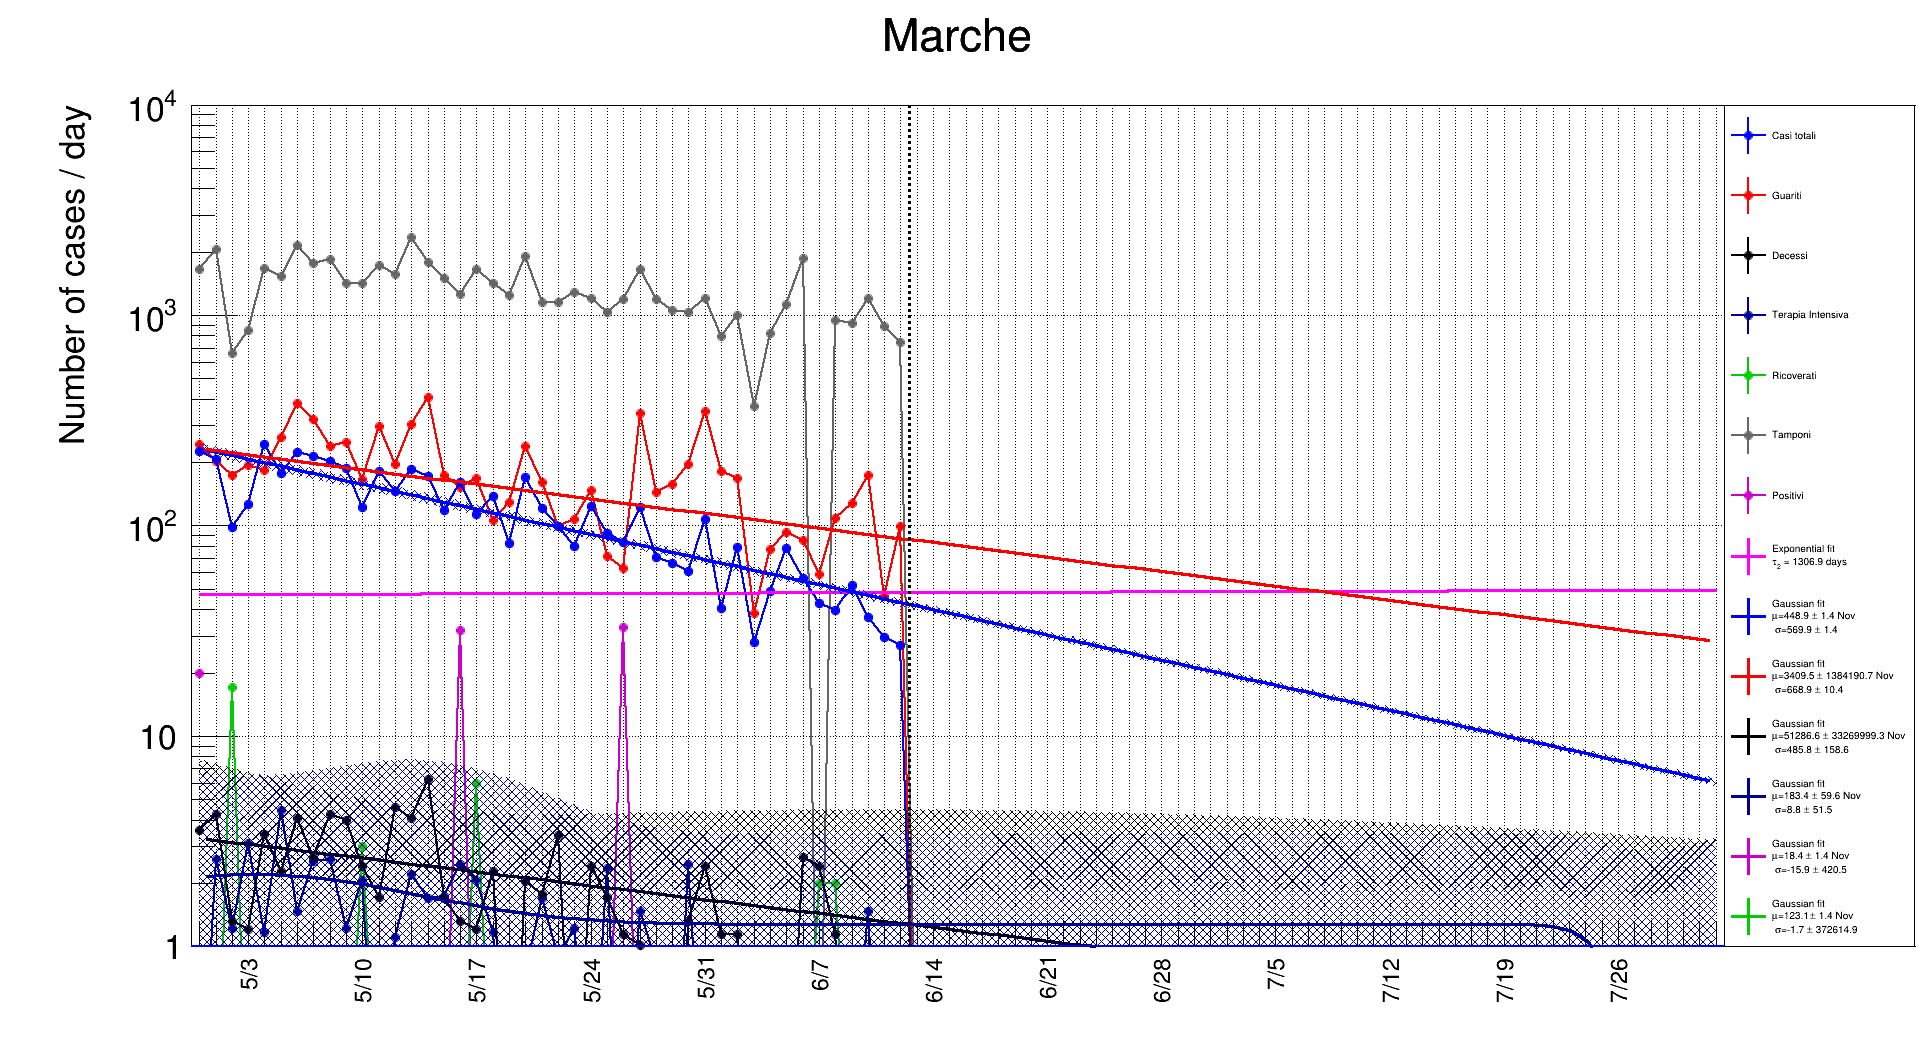 Marche
Number of cases / day
10^4
10^3
10^2
10
1
5/3
5/10
5/17
5/24
5/31
6/7
6/14
6/21
6/28
7/5
7/12
7/19
7/26
Casi totali
Guariti
Decessi
Terapia Intensiva
Ricoverati
Tamponi
Positivi
Exponential fit
τ₂ = 1306.9 days
Gaussian fit
μ=448.9 ± 1.4 Nov
σ=569.9 ± 1.4
Gaussian fit
μ=3409.5 ± 1384190.7 Nov
σ=668.9 ± 10.4
Gaussian fit
μ=51286.6 ± 33269999.3 Nov
σ=485.8 ± 158.6
Gaussian fit
μ=183.4 ± 59.6 Nov
σ=8.8 ± 51.5
Gaussian fit
μ=18.4 ± 1.4 Nov
σ=-15.9 ± 420.5
Gaussian fit
μ=123.1 ± 1.4 Nov
σ=-1.7 ± 372614.9